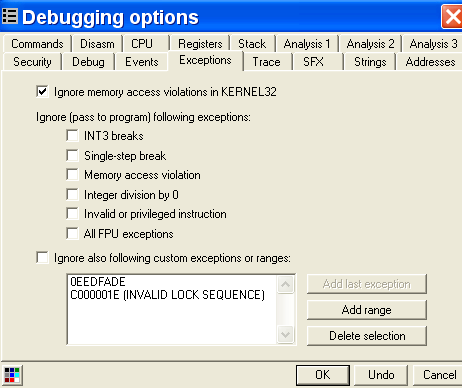 Debugging options
Commands Disasm CPU Registers Stack Analysis 1 Analysis 2 Analysis 3
Security Debug Events Exceptions Trace SFX Strings Addresses
Ignore memory access violations in KERNEL32
Ignore (pass to program) following exceptions:
INT3 breaks
Single-step break
Memory access violation
Integer division by 0
Invalid or privileged instruction
All FPU exceptions
Ignore also following custom exceptions or ranges:
0EEDFADE
C000001E (INVALID LOCK SEQUENCE)
Add last exception
Add range
Delete selection
OK Undo Cancel